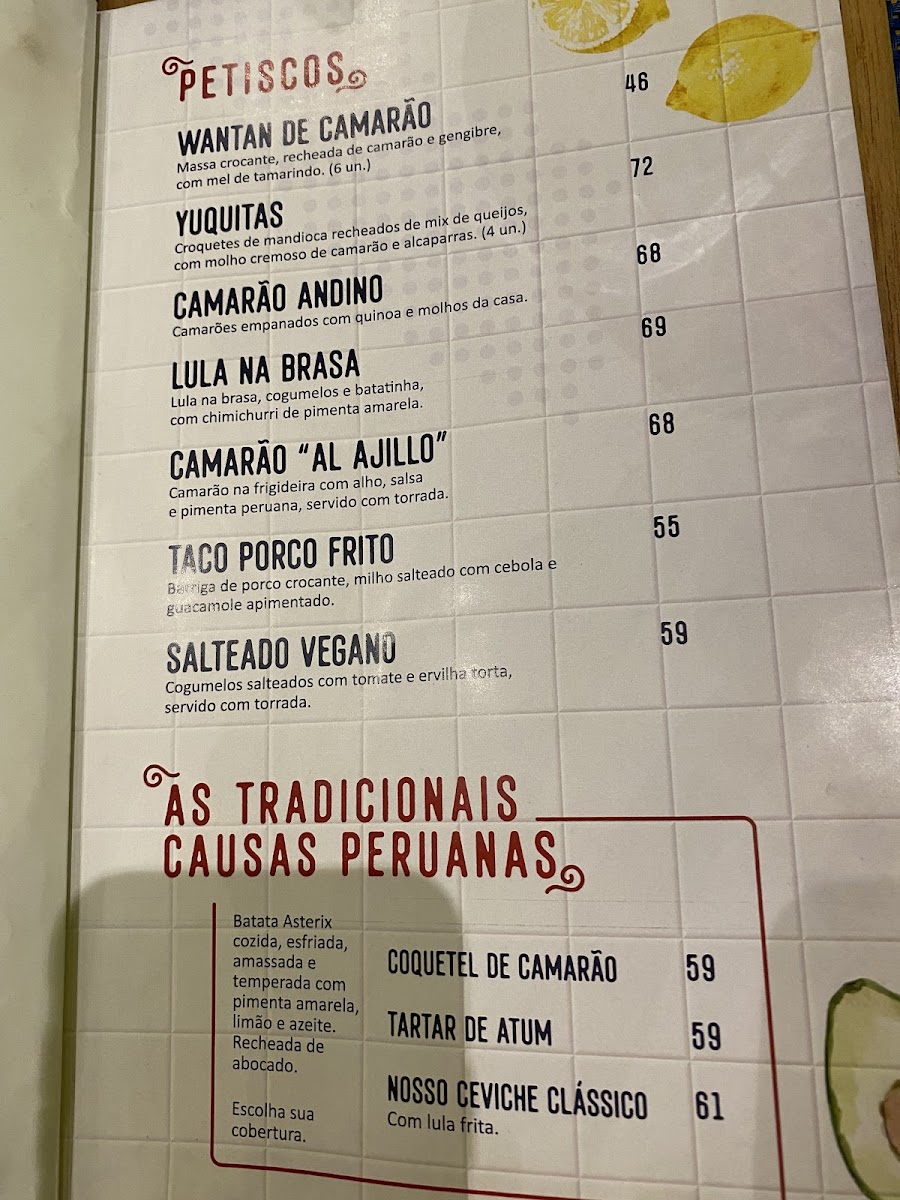 PETISCOS
WANTAN DE CAMARÃO 46
Massa crocante, recheada de camarão e gengibre,
com mel de tamarindo. (6 un.)
YUQUITAS 72
Croquetes de mandioca recheados de mix de queijos,
com molho cremoso de camarão e alcaparras. (4 un.)
CAMARÃO ANDINO 68
Camarões empanados com quinoa e molhos da casa.
LULA NA BRASA 69
Lula na brasa, cogumelos e batatinha,
com chimichurri de pimenta amarela.
CAMARÃO “AL AJILLO” 68
Camarão na frigideira com alho, salsa
e pimenta peruana, servido com torrada.
TACO PORCO FRITO 55
Barriga de porco crocante, milho salteado com cebola e
guacamole apimentado.
SALTEADO VEGANO 59
Cogumelos salteados com tomate e ervilha torta,
servido com torrada.
AS TRADICIONAIS
CAUSAS PERUANAS
Batata Asterix
cozida, esfriada,
amassada e
temperada com
pimenta amarela,
limão e azeite.
Recheada de
abocado.
Escolha sua
cobertura.
COQUETEL DE CAMARÃO 59
TARTAR DE ATUM 59
NOSSO CEVICHE CLÁSSICO 61
Com lula frita.